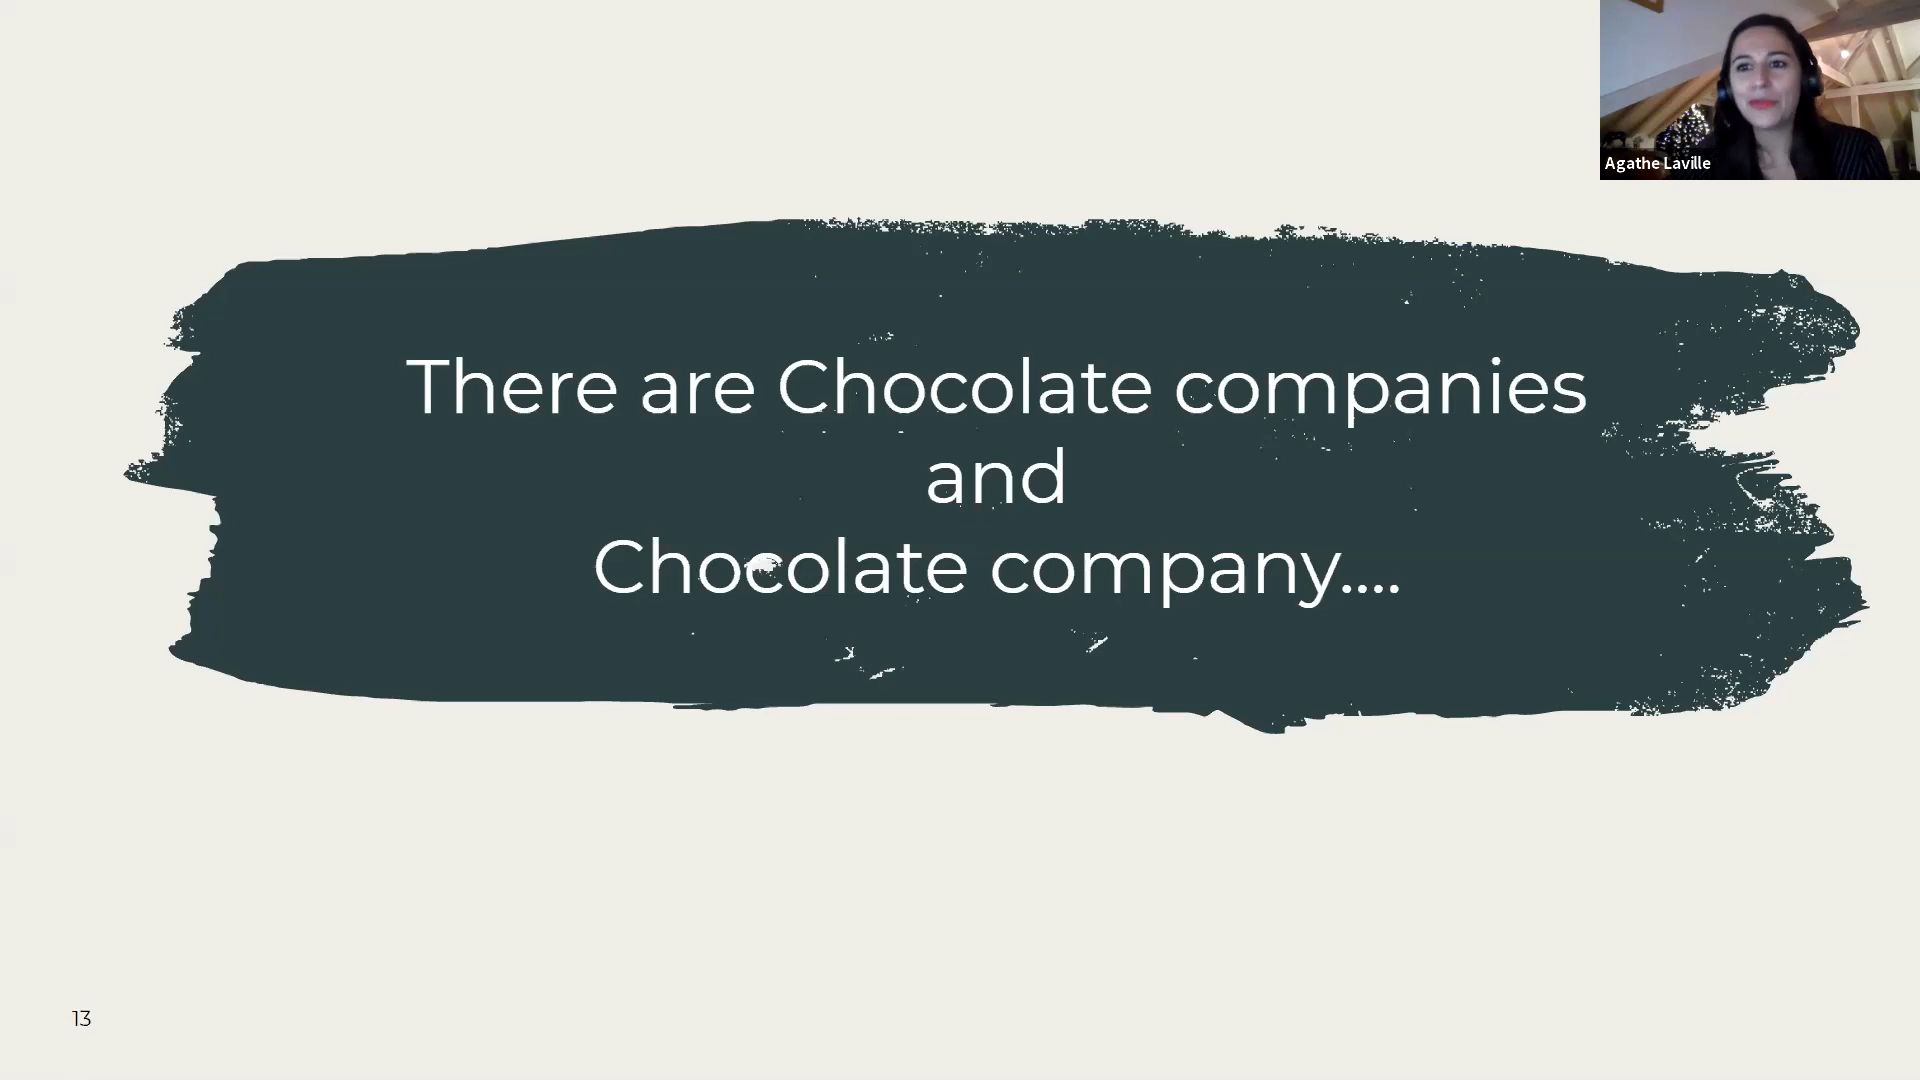 Agathe Laville
There are Chocolate companies
and
Chocolate company....
13